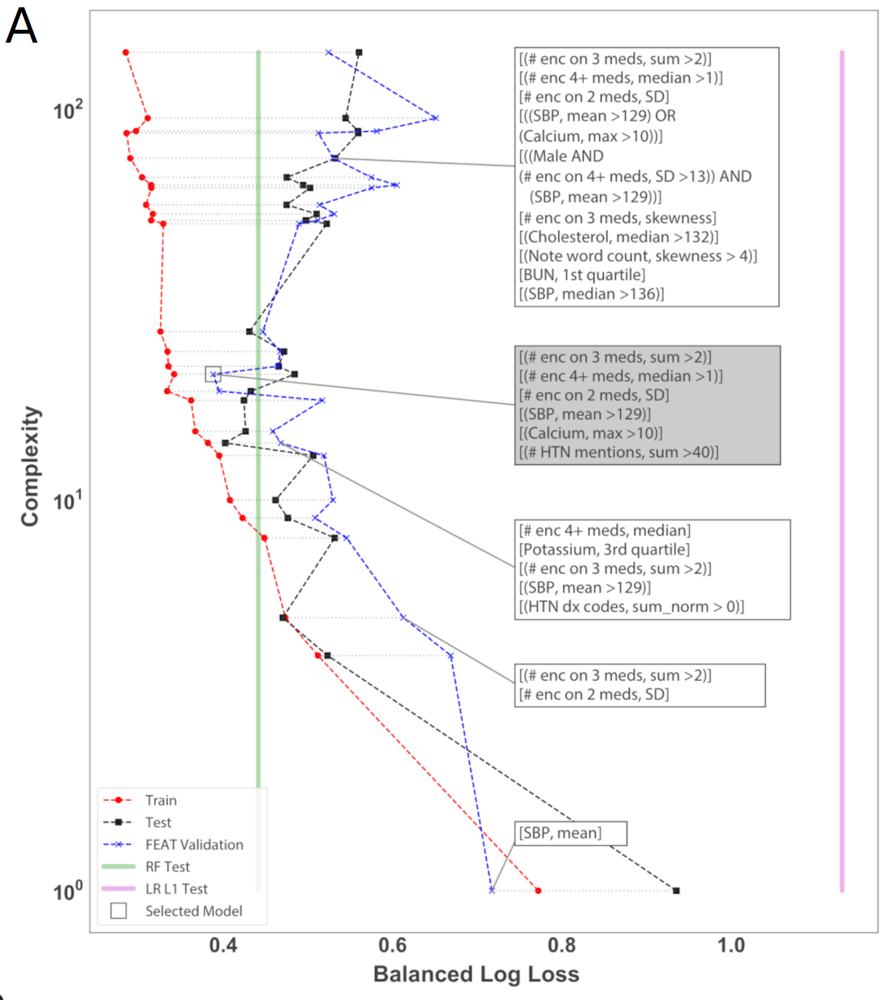 A
10²
10¹
10⁰
Complexity
[(# enc on 3 meds, sum >2)]
[(# enc 4+ meds, median >1)]
[# enc on 2 meds, SD]
[((SBP, mean >129) OR
(Calcium, max >10))]
[((Male AND
(# enc on 4+ meds, SD >13)) AND
(SBP, mean >129))]
[# enc on 3 meds, skewness]
[(Cholesterol, median >132)]
[(Note word count, skewness > 4)]
[BUN, 1st quartile]
[(SBP, median >136)]
[(# enc on 3 meds, sum >2)]
[(# enc 4+ meds, median >1)]
[# enc on 2 meds, SD]
[(SBP, mean >129)]
[(Calcium, max >10)]
[(# HTN mentions, sum >40)]
[# enc 4+ meds, median]
[Potassium, 3rd quartile]
[(# enc on 3 meds, sum >2)]
[(SBP, mean >129)]
[(HTN dx codes, sum_norm > 0)]
[(# enc on 3 meds, sum >2)]
[# enc on 2 meds, SD]
[SBP, mean]
Train
Test
FEAT Validation
RF Test
LR L1 Test
Selected Model
0.4 0.6 0.8 1.0
Balanced Log Loss